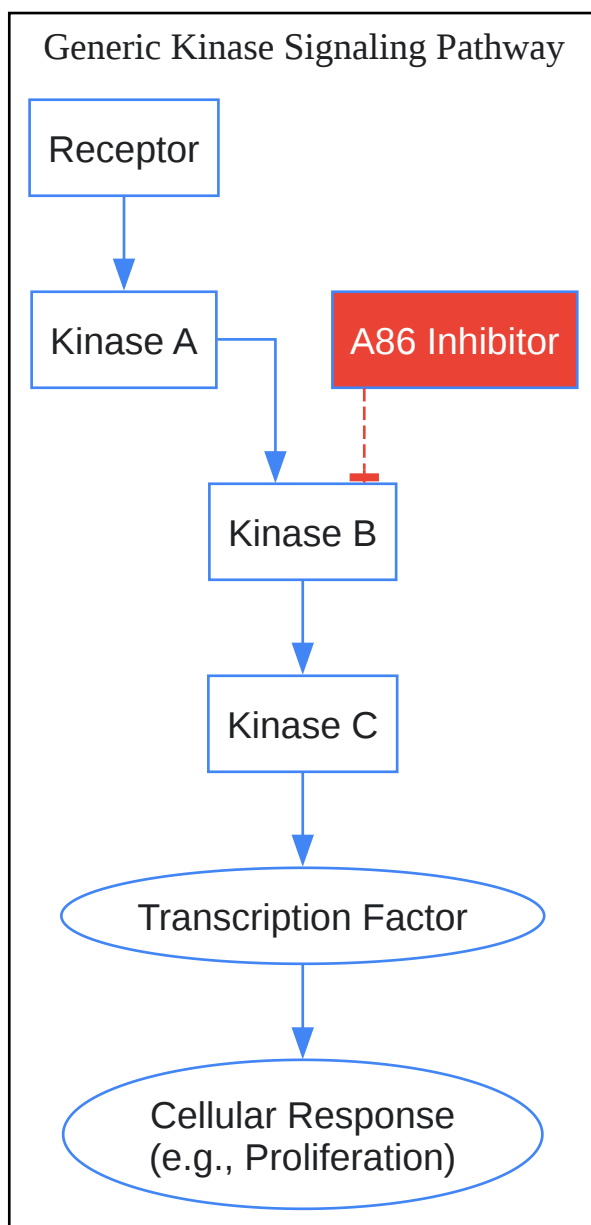 Generic Kinase Signaling Pathway
Receptor
Kinase A
A86 Inhibitor
Kinase B
Kinase C
Transcription Factor
Cellular Response
(e.g., Proliferation)